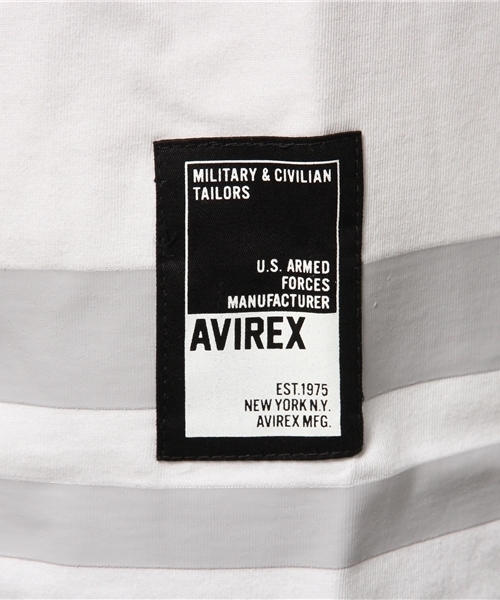 MILITARY & CIVILIAN
TAILORS
U.S. ARMED
FORCES
MANUFACTURER
AVIREX
EST.1975
NEW YORK N.Y.
AVIREX MFG.